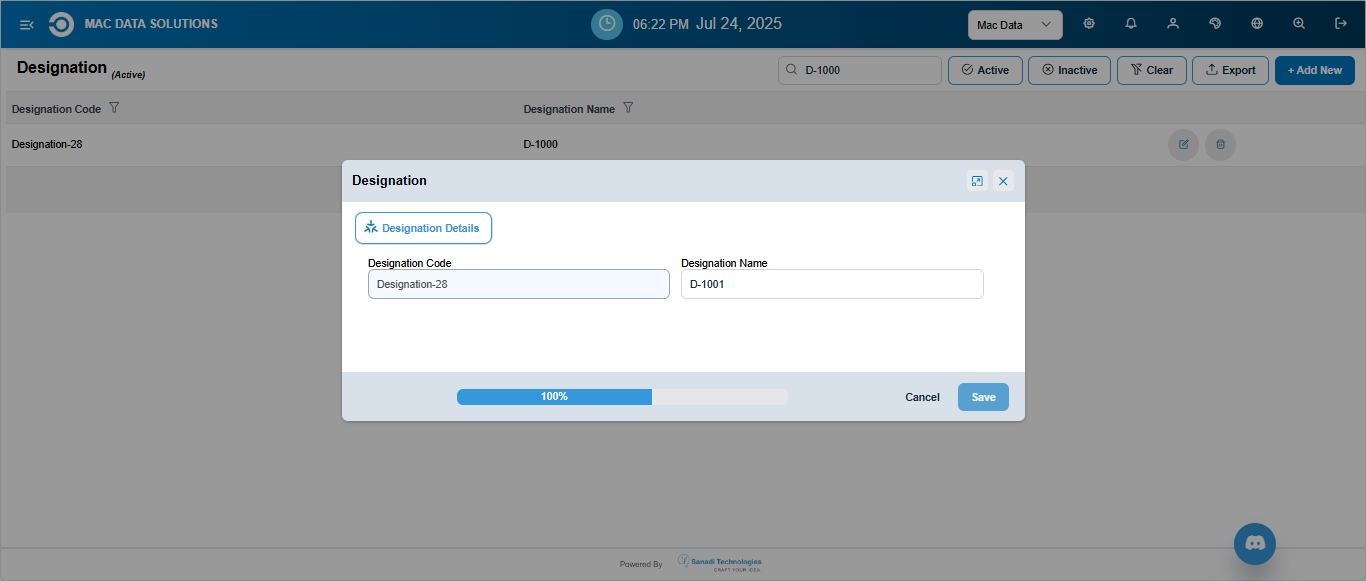 MAC DATA SOLUTIONS
06:22 PM Jul 24, 2025
Mac Data
Designation (Active)
D-1000
Active
Inactive
Clear
Export
+ Add New
Designation Code
Designation Name
Designation-28
D-1000
Designation
Designation Details
Designation Code
Designation Name
Designation-28
D-1001
100%
Cancel
Save
Powered By
Sanadi Technologies
CRAFT YOUR IDEA